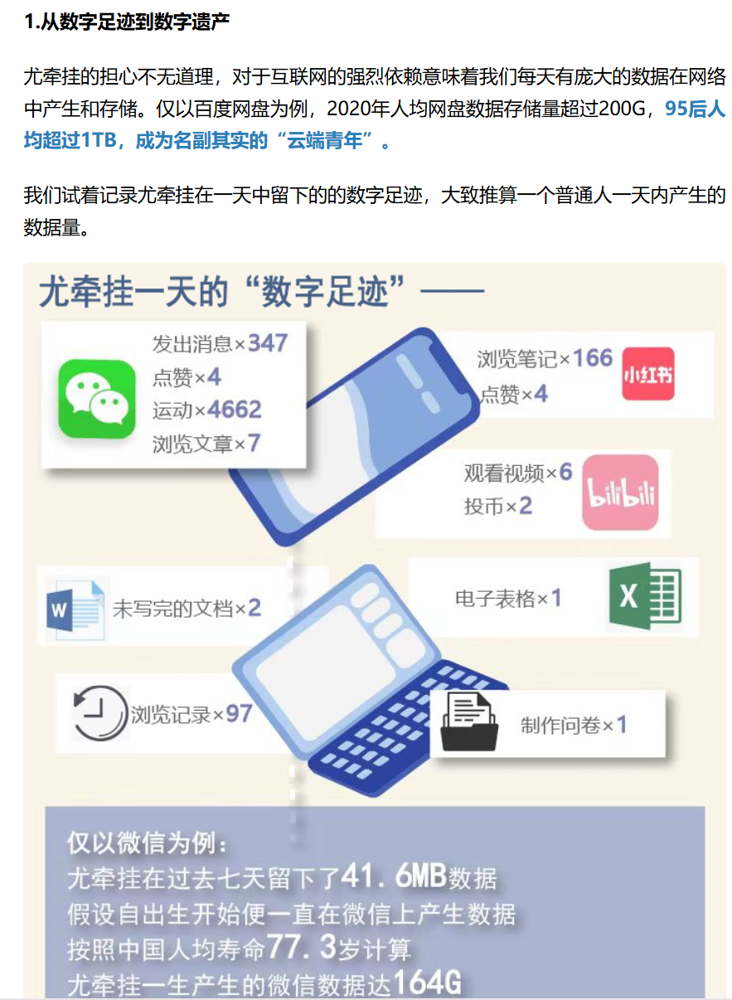 1.从数字足迹到数字遗产
尤牵挂的担心不无道理，对于互联网的强烈依赖意味着我们每天有庞大的数据在网络
中产生和存储。仅以百度网盘为例，2020年人均网盘数据存储量超过200G，95后人
均超过1TB，成为名副其实的“云端青年”。
我们试着记录尤牵挂在一天中留下的的数字足迹，大致推算一个普通人一天内产生的
数据量。
尤牵挂一天的“数字足迹”——
发出消息×347
点赞×4
运动×4662
浏览文章×7
浏览笔记×166
点赞×4
小红书
观看视频×6
投币×2
bilibili
W
未写完的文档×2
电子表格×1
X
浏览记录×97
制作问卷×1
仅以微信为例：
尤牵挂在过去七天留下了41.6MB数据
假设自出生开始便一直在微信上产生数据
按照中国人均寿命77.3岁计算
尤牵挂一生产生的微信数据达164G